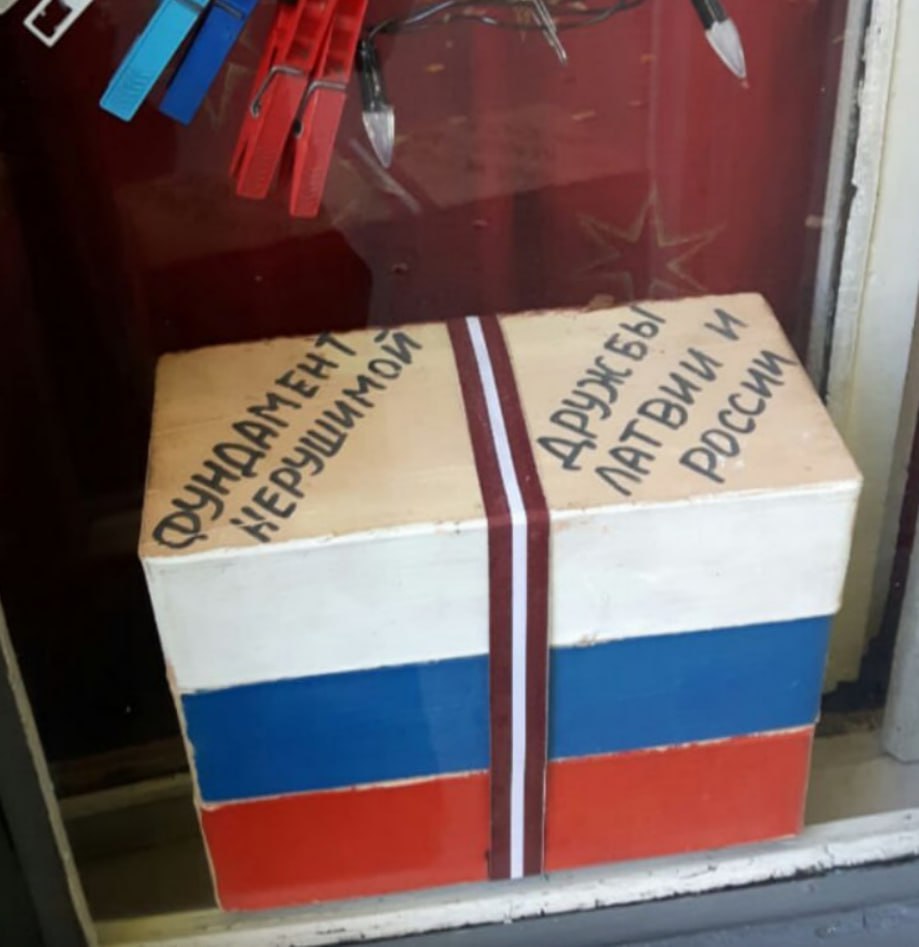 ФУНДАМЕНТ
НЕРУШИМОЙ
ДРУЖБЫ
ЛАТВИИ И
РОССИИ